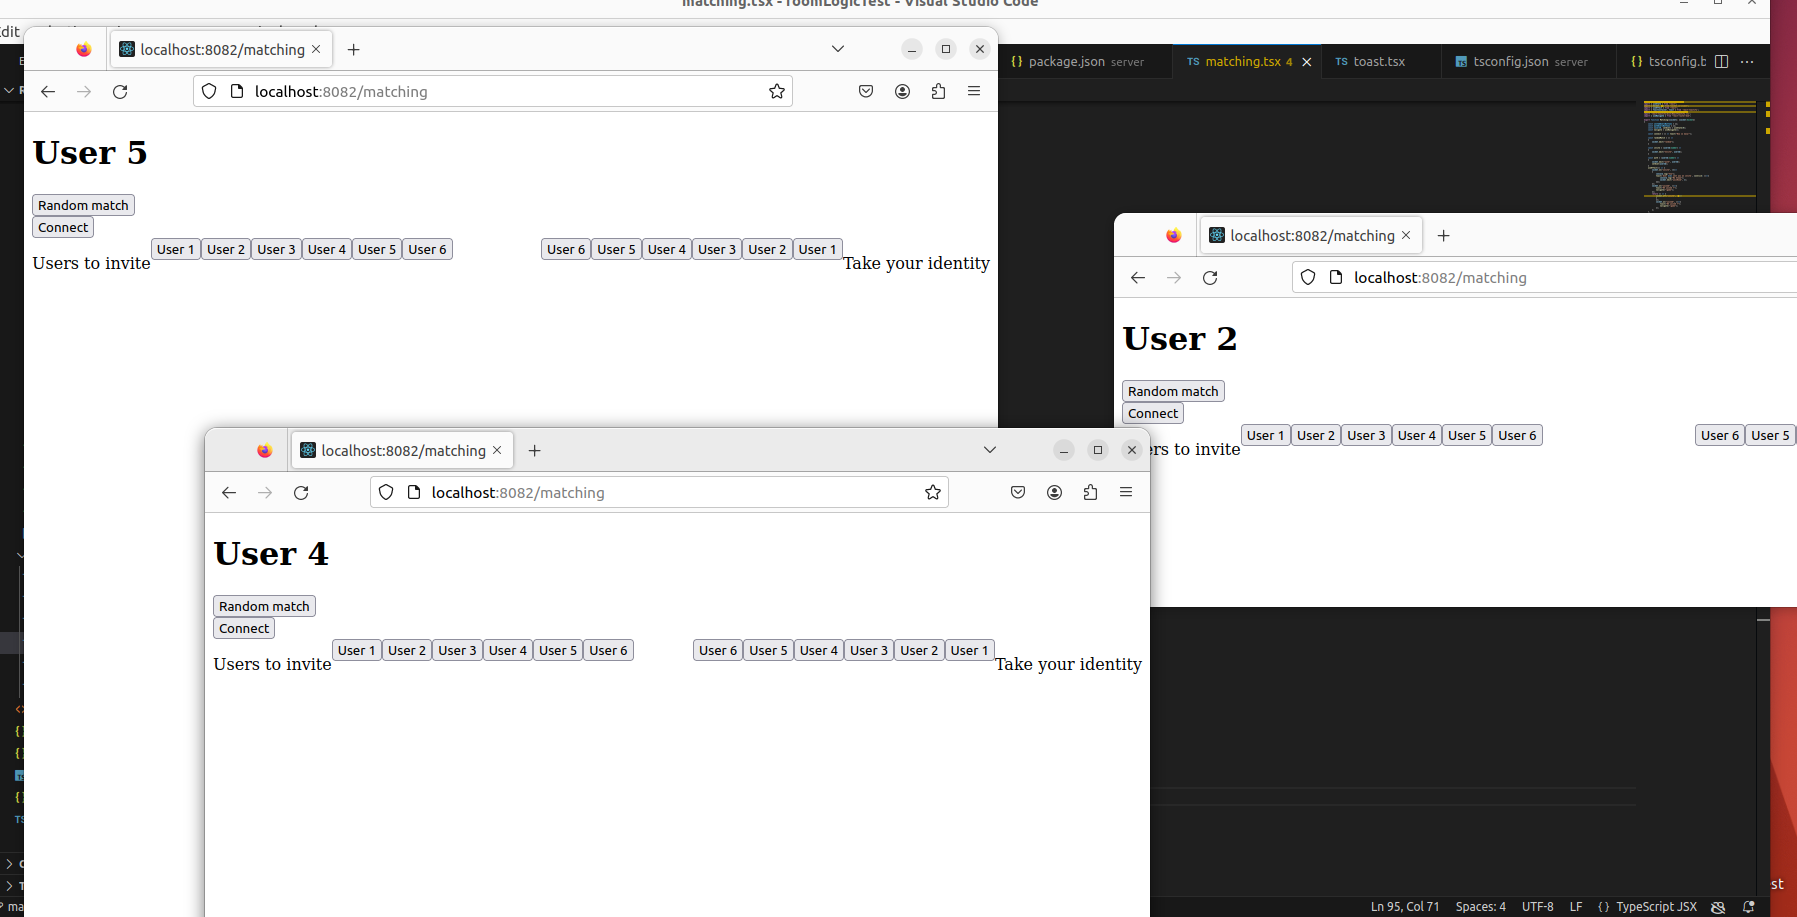 matching.tsx - roomLogicTest - Visual Studio Code
Edit
localhost:8082/matching
localhost:8082/matching
User 5
Random match
Connect
Users to invite User 1 User 2 User 3 User 4 User 5 User 6 User 6 User 5 User 4 User 3 User 2 User 1 Take your identity
{ } package.json server
TS matching.tsx 4
TS toast.tsx
tsconfig.json server
{ } tsconfig.b
localhost:8082/matching
localhost:8082/matching
User 2
Random match
Connect
ers to invite User 1 User 2 User 3 User 4 User 5 User 6 User 6 User 5
localhost:8082/matching
localhost:8082/matching
User 4
Random match
Connect
Users to invite User 1 User 2 User 3 User 4 User 5 User 6 User 6 User 5 User 4 User 3 User 2 User 1 Take your identity
TS
ma
Ln 95, Col 71 Spaces: 4 UTF-8 LF { } TypeScript JSX
est